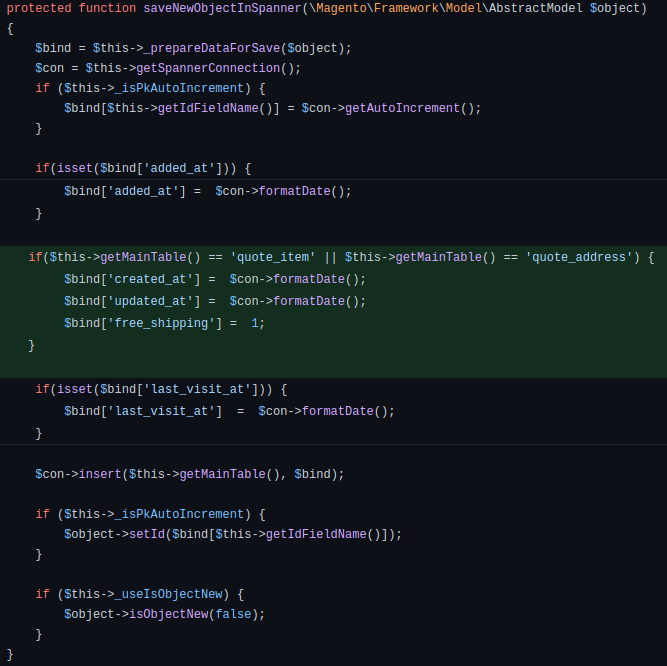 protected function saveNewObjectInSpanner(\Magento\Framework\Model\AbstractModel $object)
{
    $bind = $this->_prepareDataForSave($object);
    $con = $this->getSpannerConnection();
    if ($this->_isPkAutoIncrement) {
        $bind[$this->getIdFieldName()] = $con->getAutoIncrement();
    }
    if(isset($bind['added_at'])) {
        $bind['added_at'] =  $con->formatDate();
    }
   if($this->getMainTable() == 'quote_item' || $this->getMainTable() == 'quote_address') {
        $bind['created_at'] =  $con->formatDate();
        $bind['updated_at'] =  $con->formatDate();
        $bind['free_shipping'] =  1;
   }
    if(isset($bind['last_visit_at'])) {
        $bind['last_visit_at']  =  $con->formatDate();
    }
    $con->insert($this->getMainTable(), $bind);
    if ($this->_isPkAutoIncrement) {
        $object->setId($bind[$this->getIdFieldName()]);
    }
    if ($this->_useIsObjectNew) {
        $object->isObjectNew(false);
    }
}